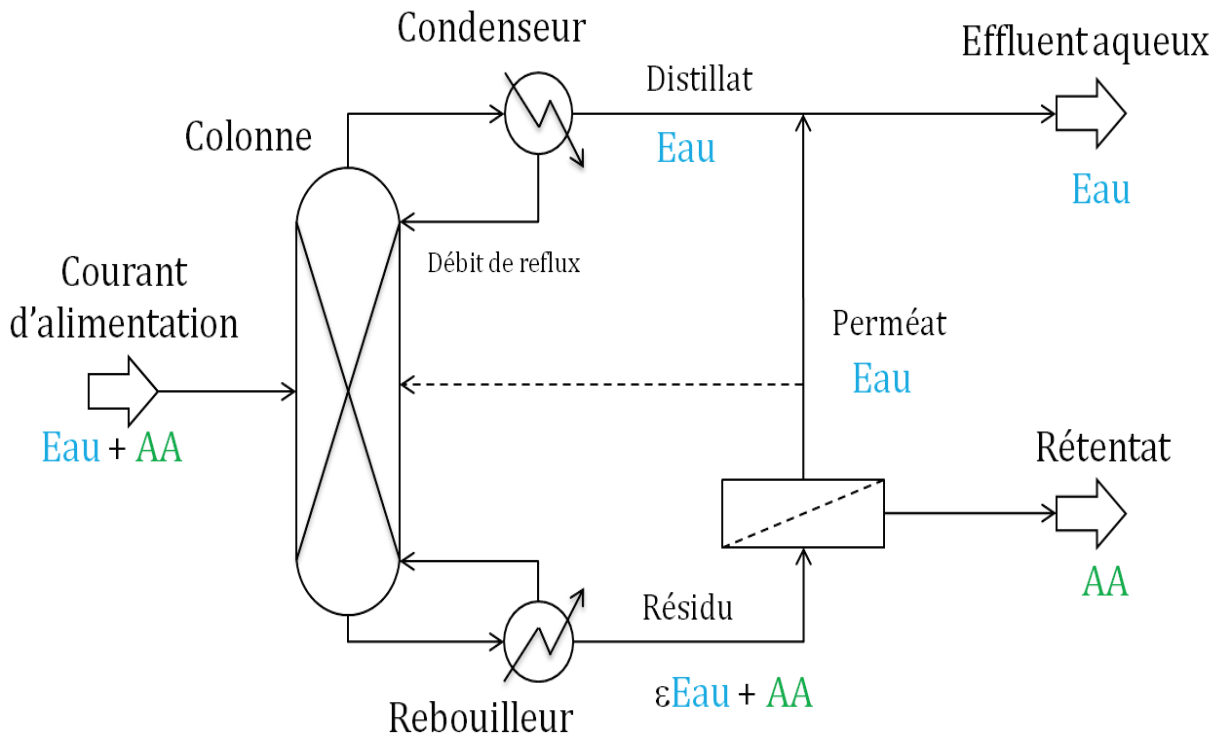 Condenseur
Effluent aqueux
Distillat
Colonne
Eau
Eau
Débit de reflux
Courant
d'alimentation
Perméat
Eau
Eau + AA
Rétentat
AA
Résidu
εEau + AA
Rebouilleur